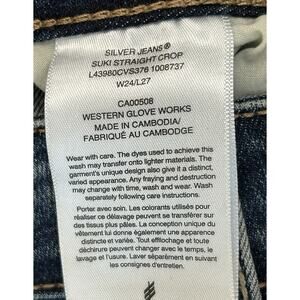 SILVER JEANS®
SUKI STRAIGHT CROP
L43980CVS376 1008737
W24/L27
CA00508
WESTERN GLOVE WORKS
MADE IN CAMBODIA/
FABRIQUÉ AU CAMBODGE
Wear with care. The dyes used to achieve this
wash may transfer onto lighter materials. The
garment's unique design also give it a distinct,
varied appearance. Any fraying and destruction
may change with time, wash and wear. Wash
separately following care instructions.
Porter avec soin. Les colorants utilisés pour
réaliser ce délavage peuvent se transférer sur
des tissus plus pâles. La conception unique du
vêtement lui donne également une apparence
distincte et variée. Tout effilochage et toute
déchirure peuvent changer avec le temps, le
lavage et l'usure. Laver séparément en suivant
les consignes d'entretien.